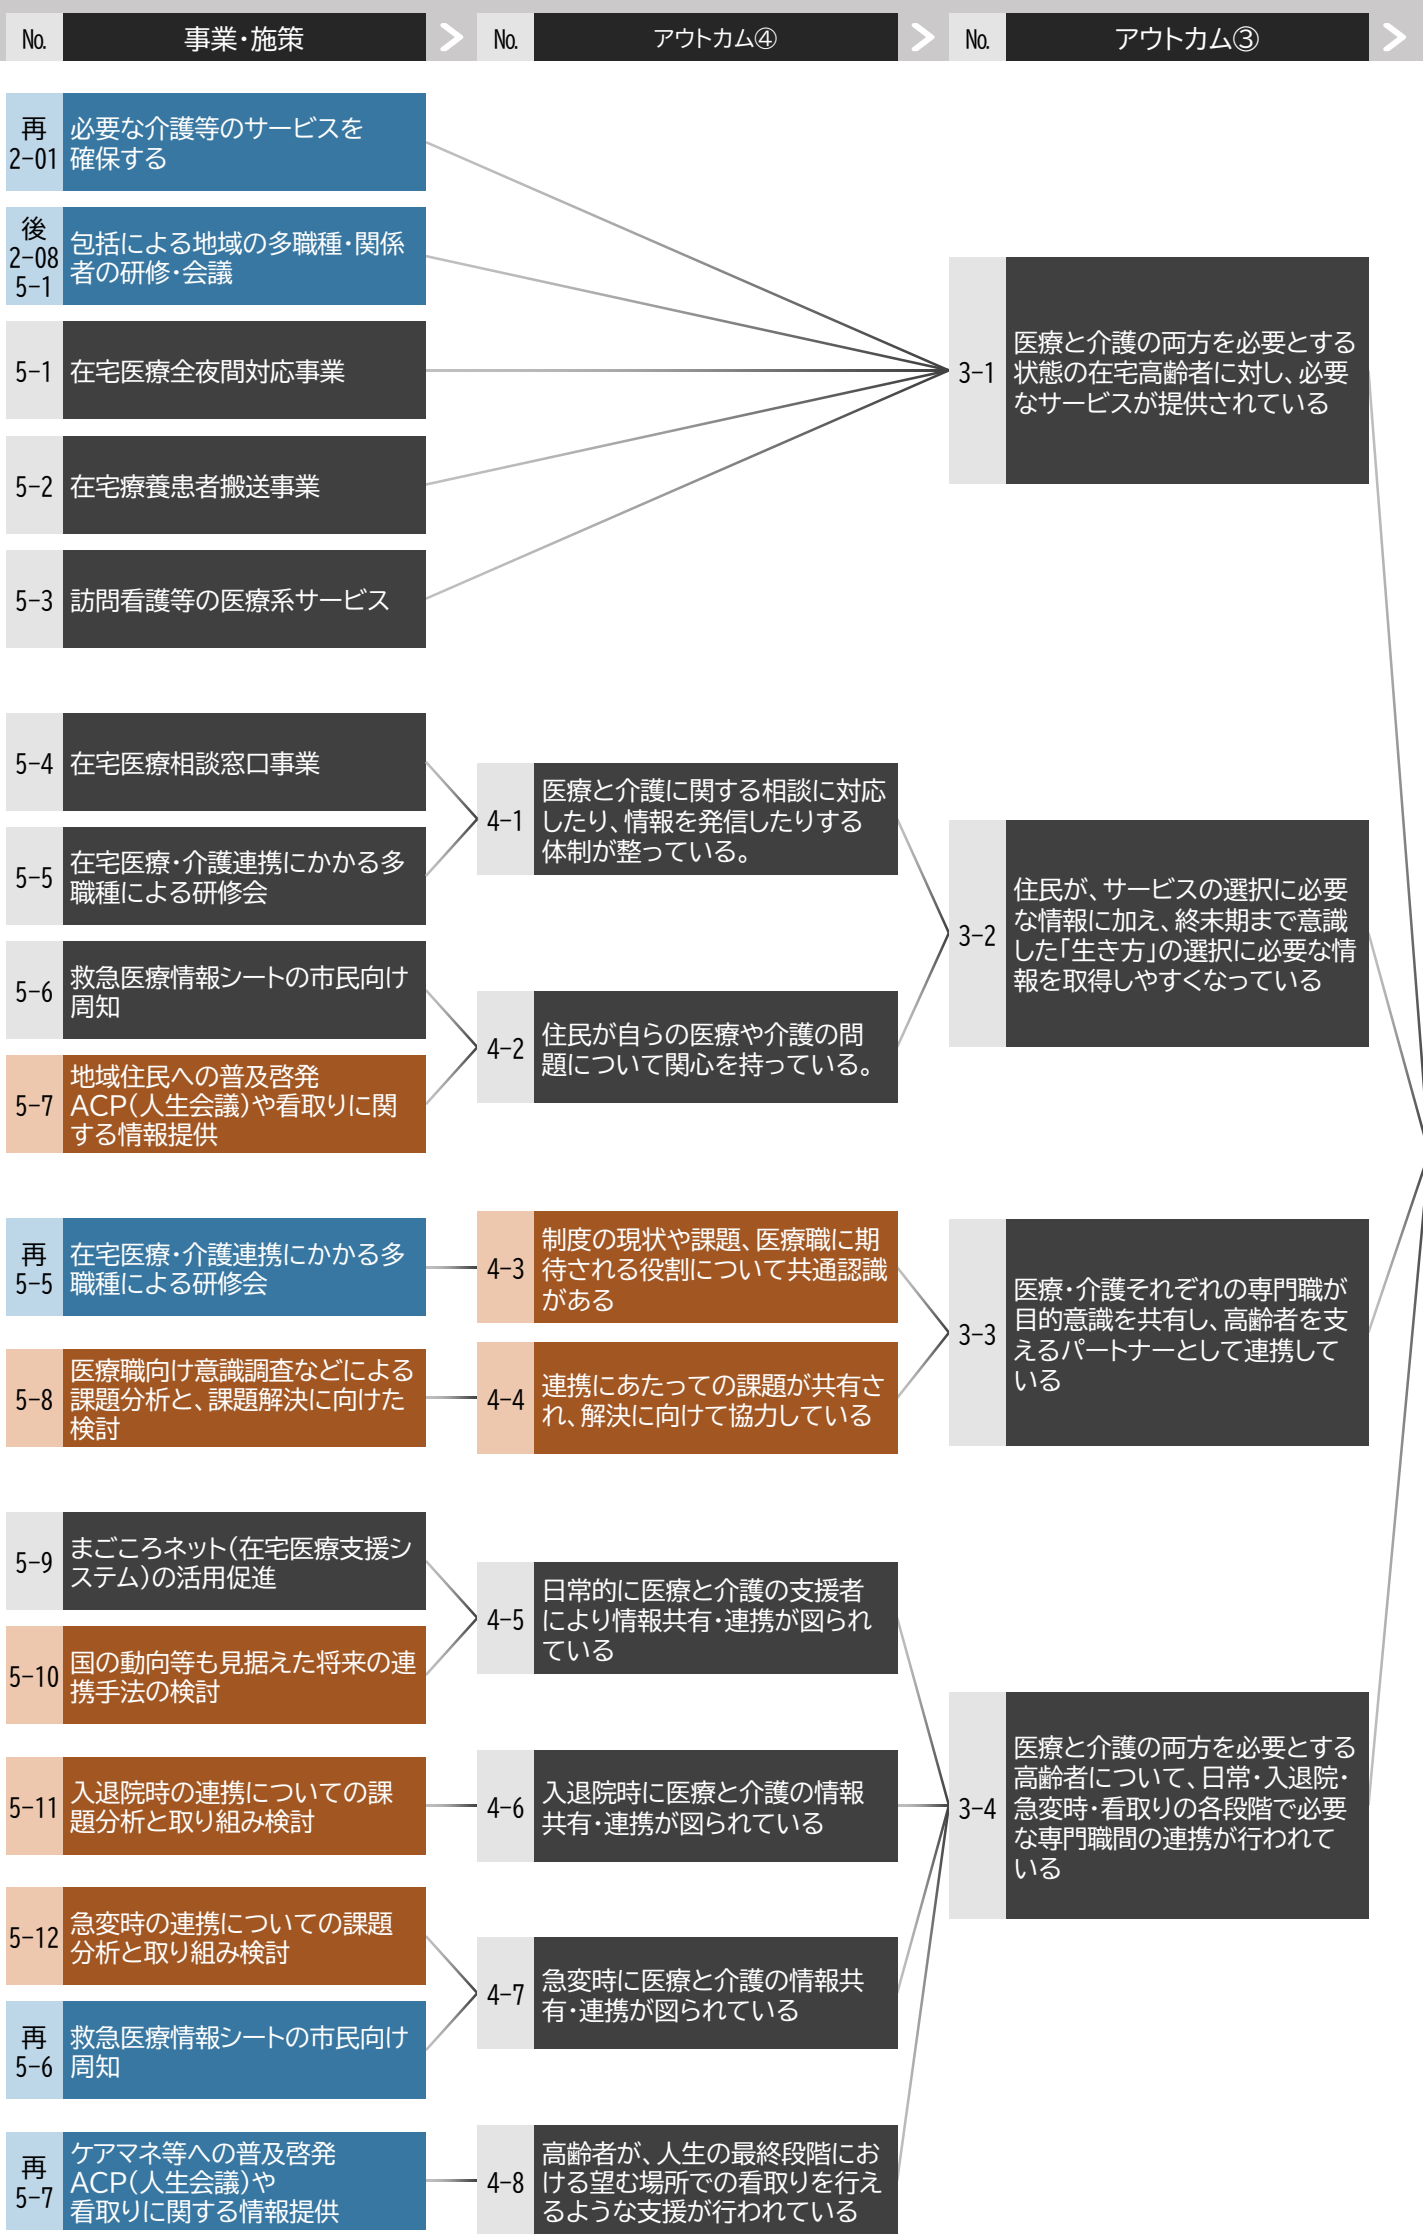 No.
事業・施策
No.
アウトカム④
No.
アウトカム③
再
2-01
必要な介護等のサービスを
確保する
後
2-08
5-1
包括による地域の多職種・関係
者の研修・会議
5-1
在宅医療全夜間対応事業
5-2
在宅療養患者搬送事業
5-3
訪問看護等の医療系サービス
3-1
医療と介護の両方を必要とする
状態の在宅高齢者に対し、必要
なサービスが提供されている
5-4
在宅医療相談窓口事業
5-5
在宅医療・介護連携にかかる多
職種による研修会
5-6
救急医療情報シートの市民向け
周知
5-7
地域住民への普及啓発
ACP(人生会議)や看取りに関
する情報提供
4-1
医療と介護に関する相談に対応
したり、情報を発信したりする
体制が整っている。
4-2
住民が自らの医療や介護の問
題について関心を持っている。
3-2
住民が、サービスの選択に必要
な情報に加え、終末期まで意識
した「生き方」の選択に必要な情
報を取得しやすくなっている
再
5-5
在宅医療・介護連携にかかる多
職種による研修会
5-8
医療職向け意識調査などによる
課題分析と、課題解決に向けた
検討
4-3
制度の現状や課題、医療職に期
待される役割について共通認識
がある
4-4
連携にあたっての課題が共有さ
れ、解決に向けて協力している
3-3
医療・介護それぞれの専門職が
目的意識を共有し、高齢者を支
えるパートナーとして連携して
いる
5-9
まごころネット(在宅医療支援シ
ステム)の活用促進
5-10
国の動向等も見据えた将来の連
携手法の検討
5-11
入退院時の連携についての課
題分析と取り組み検討
5-12
急変時の連携についての課題
分析と取り組み検討
再
5-6
救急医療情報シートの市民向け
周知
再
5-7
ケアマネ等への普及啓発
ACP(人生会議)や
看取りに関する情報提供
4-5
日常的に医療と介護の支援者
により情報共有・連携が図られ
ている
4-6
入退院時に医療と介護の情報
共有・連携が図られている
4-7
急変時に医療と介護の情報共
有・連携が図られている
4-8
高齢者が、人生の最終段階にお
ける望む場所での看取りを行え
るような支援が行われている
3-4
医療と介護の両方を必要とする
高齢者について、日常・入退院・
急変時・看取りの各段階で必要
な専門職間の連携が行われて
いる